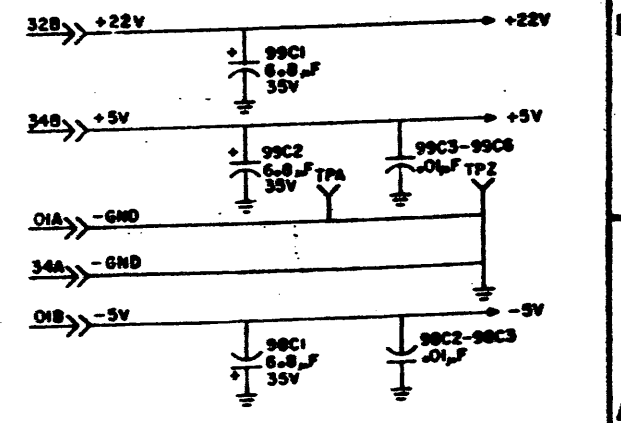 32B +22V +22V
+ 99C1
6.8µF
35V
34B +5V +5V
+ 99C2
6.8µF
35V
99C3-99C6
.01µF
TPA TPZ
01A -GND
34A -GND
01B -5V -5V
98C1
6.8µF
+ 35V
98C2-98C3
.01µF